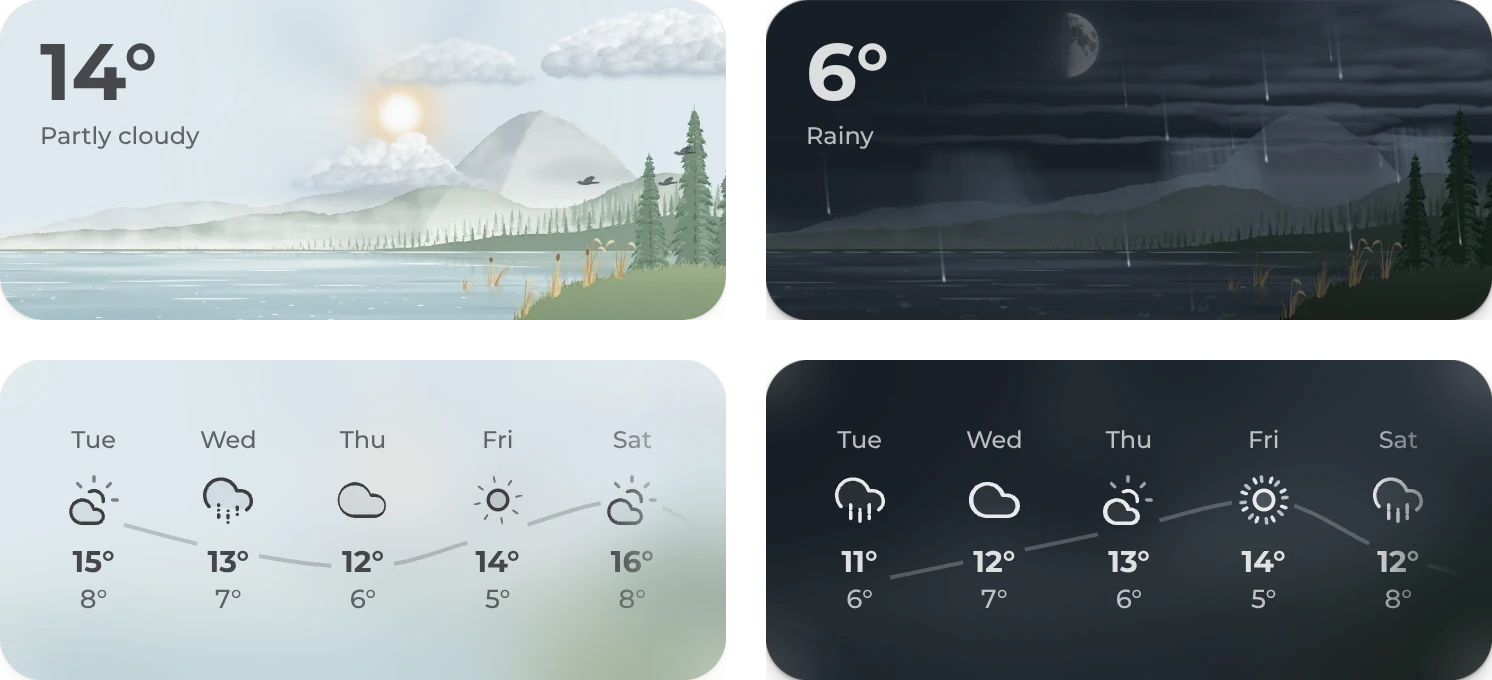 14°
Partly cloudy
6°
Rainy
Tue Wed Thu Fri Sat
15° 13° 12° 14° 16°
8° 7° 6° 5° 8°
Tue Wed Thu Fri Sat
11° 12° 13° 14° 12°
6° 7° 6° 5° 8°